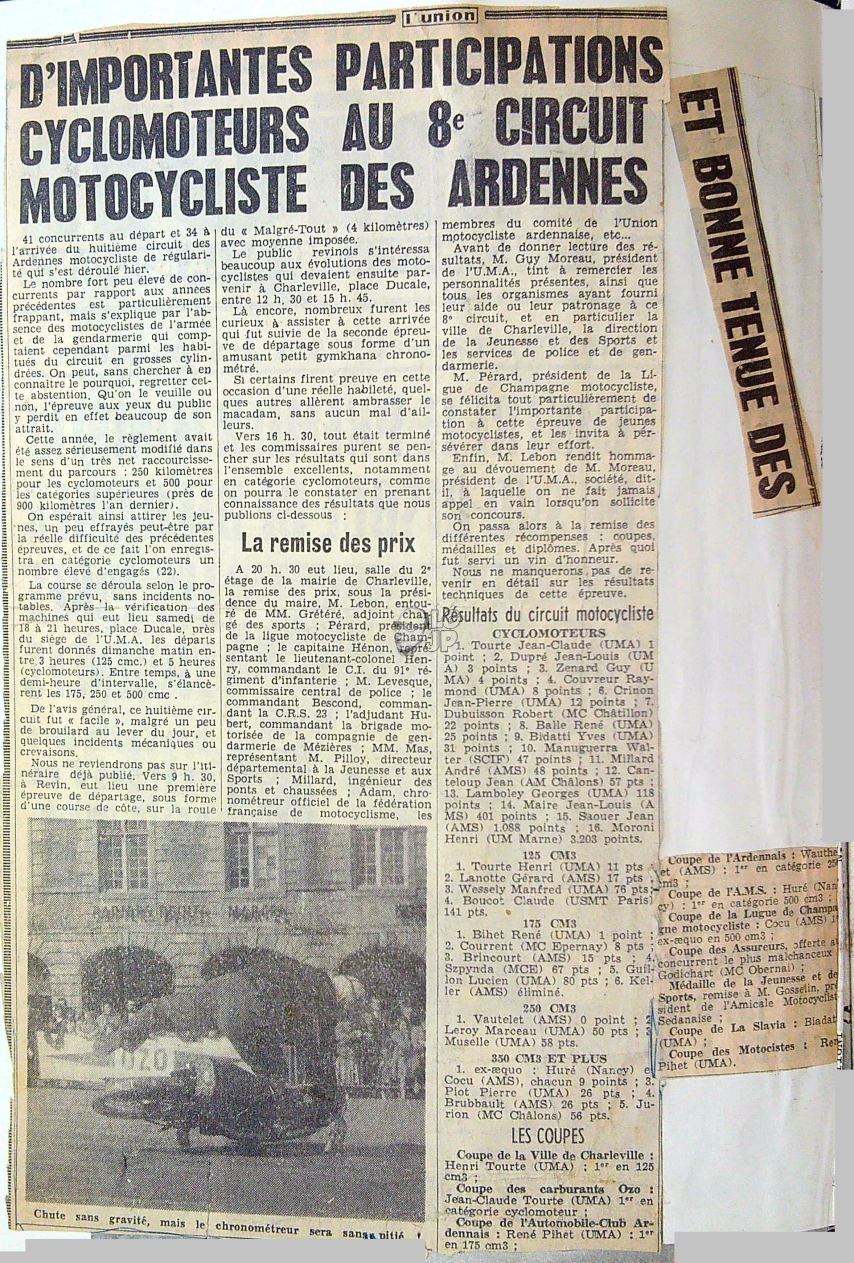 l'union
D'IMPORTANTES PARTICIPATIONS
CYCLOMOTEURS AU 8e CIRCUIT
MOTOCYCLISTE DES ARDENNES
41 concurrents au départ et 34 à
l'arrivée du huitième circuit des
Ardennes motocycliste de régulari-
té qui s'est déroulé hier.
Le nombre fort peu élevé de con-
currents par rapport aux années
précédentes est particulièrement
frappant, mais s'explique par l'ab-
sence des motocyclistes de l'armée
et de la gendarmerie qui comp-
taient cependant parmi les habi-
tués du circuit en grosses cylin-
drées. On peut, sans chercher à en
connaître le pourquoi, regretter cet-
te abstention. Qu'on le veuille ou
non, l'épreuve aux yeux du public
y perdit en effet beaucoup de son
attrait.
Cette année, le règlement avait
été assez sérieusement modifié dans
le sens d'un très net raccourcisse-
ment du parcours : 250 kilomètres
pour les cyclomoteurs et 500 pour
les catégories supérieures (près de
900 kilomètres l'an dernier).
On espérait ainsi attirer les jeu-
nes, un peu effrayés peut-être par
la réelle difficulté des précédentes
épreuves, et de ce fait l'on enregis-
tra en catégorie cyclomoteurs un
nombre élevé d'engagés (22).
La course se déroula selon le pro-
gramme prévu, sans incidents no-
tables. Après la vérification des
machines qui eut lieu samedi de
18 à 21 heures, place Ducale, près
du siège de l'U.M.A. les départs
furent donnés dimanche matin en-
tre 3 heures (125 cmc.) et 5 heures
(cyclomoteurs). Entre temps, à une
demi-heure d'intervalle, s'élancè-
rent les 175, 250 et 500 cmc .
De l'avis général, ce huitième cir-
cuit fut « facile », malgré un peu
de brouilard au lever du jour, et
quelques incidents mécaniques ou
crevaisons.
Nous ne reviendrons pas sur l'iti-
néraire déjà publié. Vers 9 h. 30,
à Revin, eut lieu une première
épreuve de départage, sous forme
d'une course de côte, sur la route
du « Malgré-Tout » (4 kilomètres)
avec moyenne imposée.
Le public revinois s'intéressa
beaucoup aux évolutions des moto-
cyclistes qui devaient ensuite par-
venir à Charleville, place Ducale,
entre 12 h. 30 et 15 h. 45.
Là encore, nombreux furent les
curieux à assister à cette arrivée
qui fut suivie de la seconde épreu-
ve de départage sous forme d'un
amusant petit gymkhana chrono-
métré.
Si certains firent preuve en cette
occasion d'une réelle habileté, quel-
ques autres allèrent ambrasser le
macadam, sans aucun mal d'ail-
leurs.
Vers 16 h. 30, tout était terminé
et les commissaires purent se pen-
cher sur les résultats qui sont dans
l'ensemble excellents, notamment
en catégorie cyclomoteurs, comme
on pourra le constater en prenant
connaissance des résultats que nous
publions ci-dessous :
La remise des prix
A 20 h. 30 eut lieu, salle du 2e
étage de la mairie de Charleville,
la remise des prix, sous la prési-
dence du maire, M. Lebon, entou-
ré de MM. Grétéré, adjoint char-
gé des sports ; Pérard, président
de la ligue motocycliste de Cham-
pagne ; le capitaine Hénon, repré-
sentant le lieutenant-colonel Hen-
ry, commandant le C.I. du 91e ré-
giment d'infanterie ; M. Levesque,
commissaire central de police ; le
commandant Bescond, comman-
dant la C.R.S. 23 ; l'adjudant Hu-
bert, commandant la brigade mo-
torisée de la compagnie de gen-
darmerie de Mézières ; MM. Mas,
représentant M. Pilloy, directeur
départemental à la Jeunesse et aux
Sports ; Millard, ingénieur des
ponts et chaussées ; Adam, chro-
nométreur officiel de la fédération
française de motocyclisme, les
membres du comité de l'Union
motocycliste ardennaise, etc...
Avant de donner lecture des ré-
sultats, M. Guy Moreau, président
de l'U.M.A., tint à remercier les
personnalités présentes, ainsi que
tous les organismes ayant fourni
leur aide ou leur patronage à ce
8e circuit, et en particulier la
ville de Charleville, la direction
de la Jeunesse et des Sports et
les services de police et de gen-
darmerie.
M. Pérard, président de la Li-
gue de Champagne motocycliste,
se félicita tout particulièrement de
constater l'importante participa-
tion à cette épreuve de jeunes
motocyclistes, et les invita à per-
sévérer dans leur effort.
Enfin, M. Lebon rendit homma-
ge au dévouement de M. Moreau,
président de l'U.M.A., société, dit-
il, à laquelle on ne fait jamais
appel en vain lorsqu'on sollicite
son concours.
On passa alors à la remise des
différentes récompenses : coupes,
médailles et diplômes. Après quoi
fut servi un vin d'honneur.
Nous ne manquerons pas de re-
venir en détail sur les résultats
techniques de cette épreuve.
Résultats du circuit motocycliste
CYCLOMOTEURS
1. Tourte Jean-Claude (UMA) 1
point ; 2. Dupré Jean-Louis (UM
A) 3 points ; 3. Zenard Guy (U
MA) 4 points ; 4. Couvreur Ray-
mond (UMA) 8 points ; 6. Crinon
Jean-Pierre (UMA) 12 points ; 7.
Dubuisson Robert (MC Châtillon)
22 points ; 8. Balle René (UMA)
25 points ; 9. Bidatti Yves (UMA)
31 points ; 10. Manuguerra Wal-
ter (SCIF) 47 points ; 11. Millard
André (AMS) 48 points ; 12. Can-
teloup Jean (AM Châlons) 57 pts ;
13. Lamboley Georges (UMA) 118
points ; 14. Maire Jean-Louis (A
MS) 401 points ; 15. Saouer Jean
(AMS) 1.088 points ; 16. Moroni
Henri (UM Marne) 3.203 points.
125 CM3
1. Tourte Henri (UMA) 11 pts ;
2. Lanotte Gérard (AMS) 17 pts ;
3. Wessely Manfred (UMA) 76 pts ;
4. Boucot Claude (USMT Paris)
141 pts.
175 CM3
1. Bihet René (UMA) 1 point ;
2. Courrent (MC Epernay) 8 pts ;
3. Brincourt (AMS) 15 pts ; 4.
Szpynda (MCE) 67 pts ; 5. Guil-
lon Lucien (UMA) 80 pts ; 6. Kel-
ler (AMS) éliminé.
250 CM3
1. Vautelet (AMS) 0 point ; 2
Leroy Marceau (UMA) 50 pts ; 3
Muselle (UMA) 58 pts.
350 CM3 ET PLUS
1. ex-æquo : Huré (Nancy) e
Cocu (AMS), chacun 9 points ; 3.
Piot Pierre (UMA) 26 pts ; 4.
Brubbault (AMS) 26 pts ; 5. Ju-
rion (MC Châlons) 56 pts.
LES COUPES
Coupe de la Ville de Charleville :
Henri Tourte (UMA) ; 1er en 125
cm3 ;
Coupe des carburants Ozo :
Jean-Claude Tourte (UMA) 1er en
catégorie cyclomoteur ;
Coupe de l'Automobile-Club Ar-
dennais : René Pihet (UMA) : 1er
en 175 cm3 ;
ET BONNE TENUE DES
Coupe de l'Ardennais : Wauthe
et (AMS) : 1er en catégorie 250
cm3 ;
Coupe de l'A.M.S. : Huré (Nan
cy) : 1er en catégorie 500 cm3 ;
Coupe de la Lugue de Champa
gne motocycliste : Cocu (AMS) 1e
ex-æquo en 500 cm3 ;
Coupe des Assureurs, offerte au
concurrent le plus malchanceux
Godichart (MC Obernai) ;
Médaille de la Jeunesse et de
Sports, remise à M. Gosselin, pré
sident de l'Amicale Motocyclist
Sedanaise ;
Coupe de La Slavia : Biadat
(UMA) ;
Coupe des Motocistes : Ren
Pihet (UMA).
OZO
Chute sans gravité, mais le chronométreur sera sans pitié !